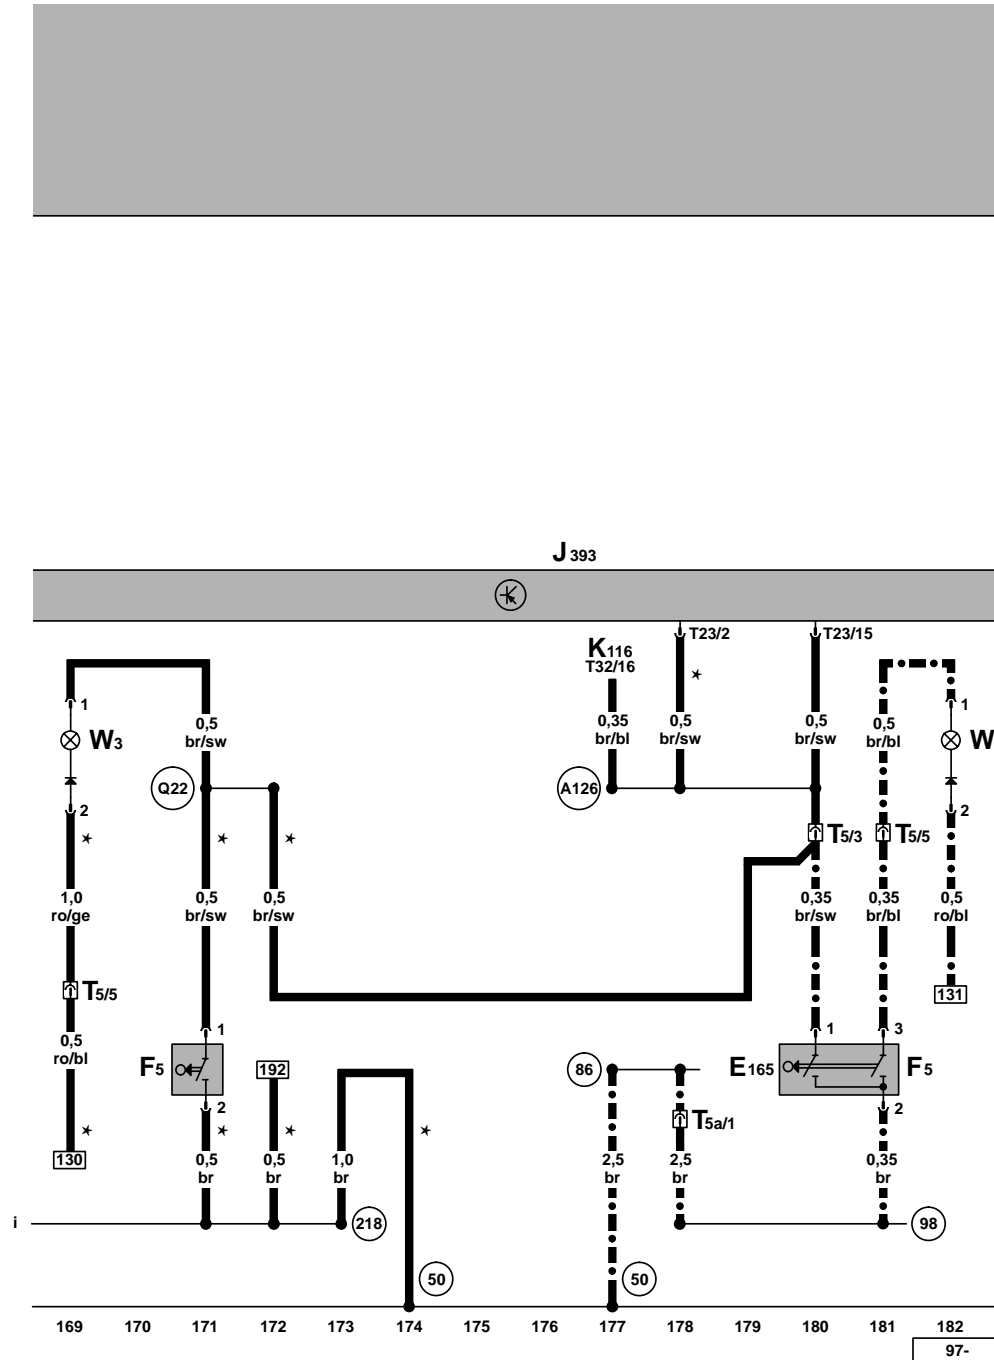 J 393
T23/2
T23/15
K116
T32/16
1
1
0,5
br/sw
0,35
br/bl
0,5
br/sw
0,5
br/sw
0,5
br/bl
W3
W
Q22
A126
2
2
T5/3
T5/5
1,0
ro/ge
0,5
br/sw
0,5
br/sw
0,35
br/sw
0,35
br/bl
0,5
ro/bl
T5/5
131
1
1
3
0,5
ro/bl
F5
192
86
E165
F5
2
T5a/1
2
130
0,5
br
0,5
br
1,0
br
2,5
br
2,5
br
0,35
br
i
218
98
50
50
169 170 171 172 173 174 175 176 177 178 179 180 181 182
97-